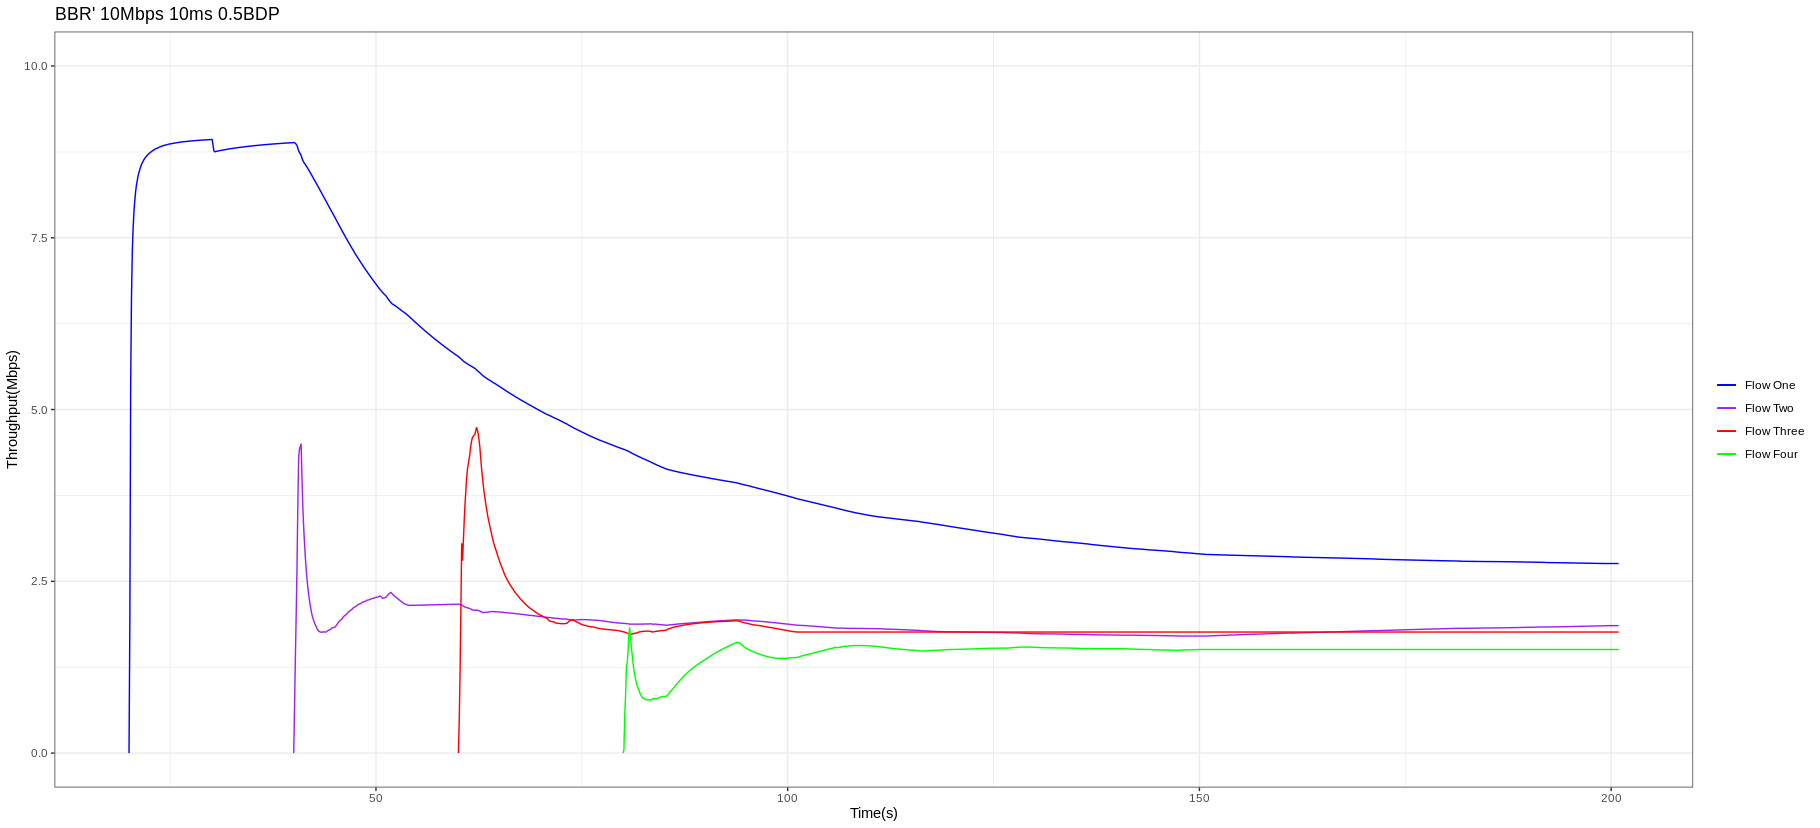 BBR' 10Mbps 10ms 0.5BDP
Throughput(Mbps)
10.0
7.5
5.0
2.5
0.0
50
100
150
200
Time(s)
Flow One
Flow Two
Flow Three
Flow Four